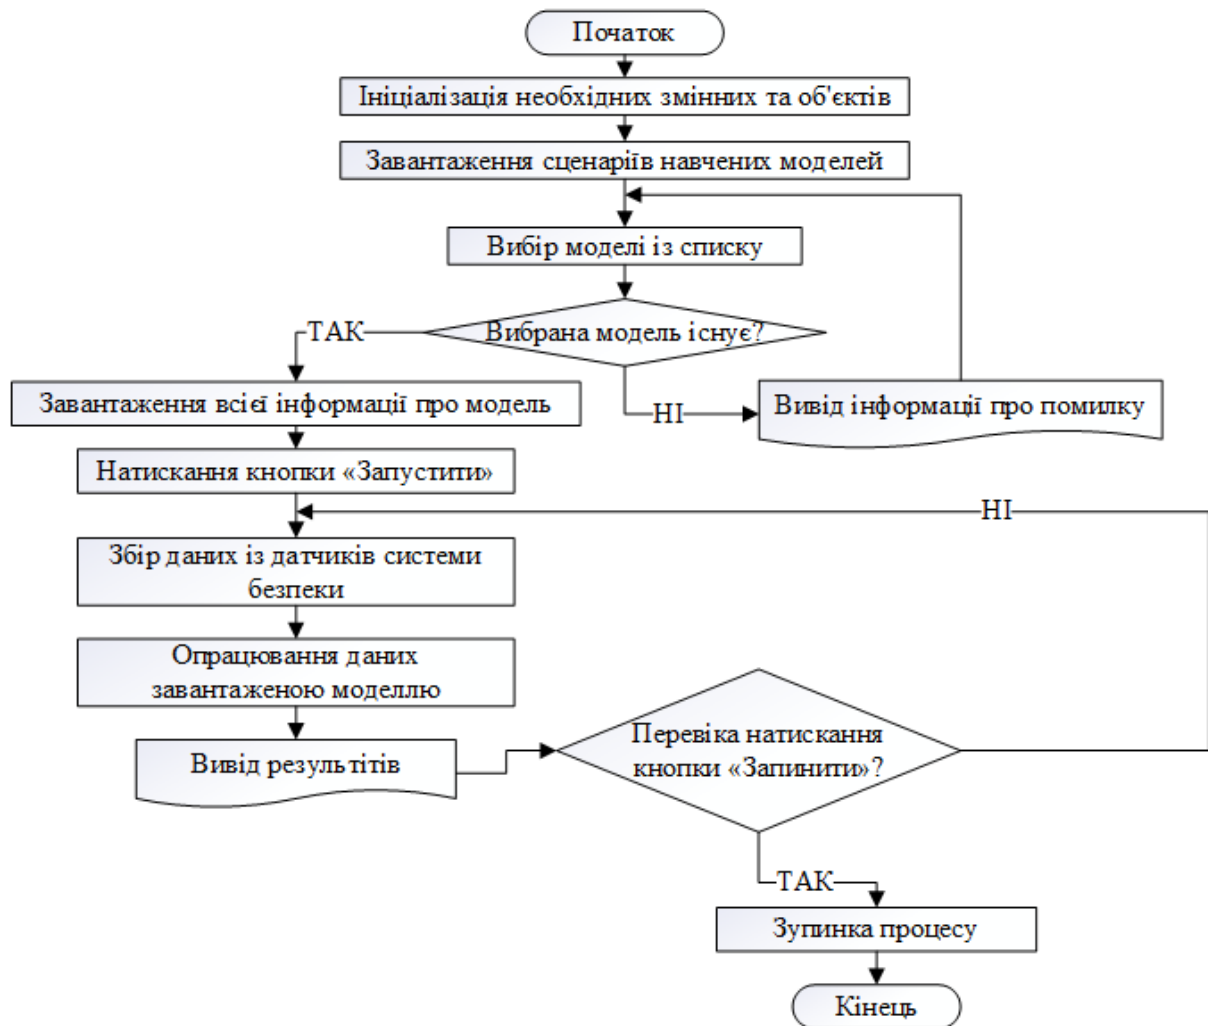 Початок
Ініціалізація необхідних змінних та об'єктів
Завантаження сценаріїв навчених моделей
Вибір моделі із списку
Вибрана модель існує?
ТАК
НІ
Завантаження всієї інформації про модель
Вивід інформації про помилку
Натискання кнопки «Запустити»
НІ
Збір даних із датчиків системи
безпеки
Опрацювання даних
завантаженою моделлю
Вивід результітів
Перевіка натискання
кнопки «Запинити»?
ТАК
Зупинка процесу
Кінець